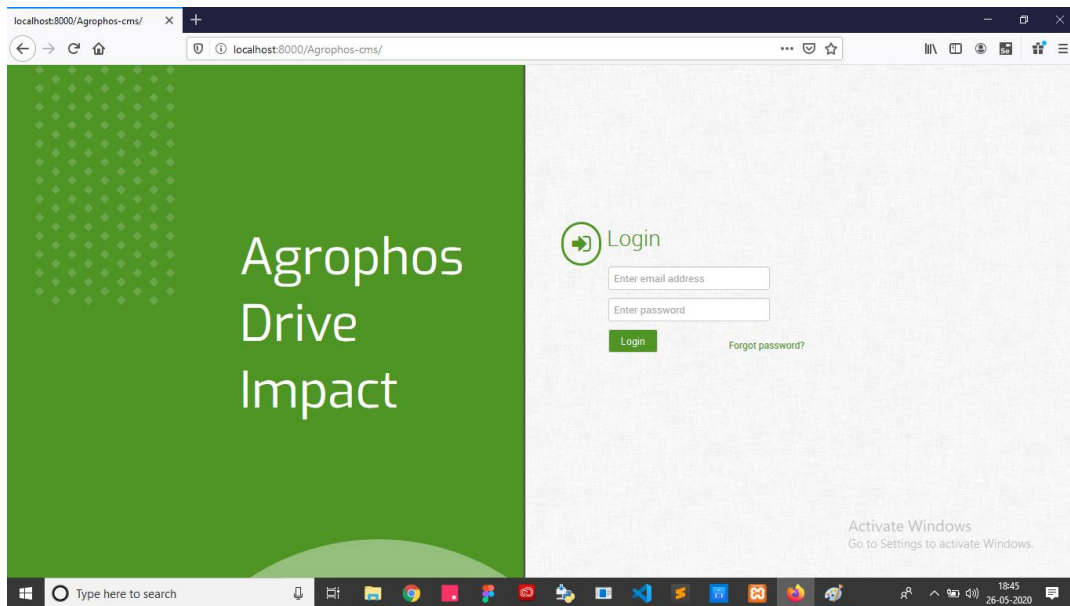 localhost:8000/Agrophos-cms/
localhost:8000/Agrophos-cms/
Agrophos
Drive
Impact
Login
Enter email address
Enter password
Login
Forgot password?
Activate Windows
Go to Settings to activate Windows.
Type here to search
18:45
26-05-2020